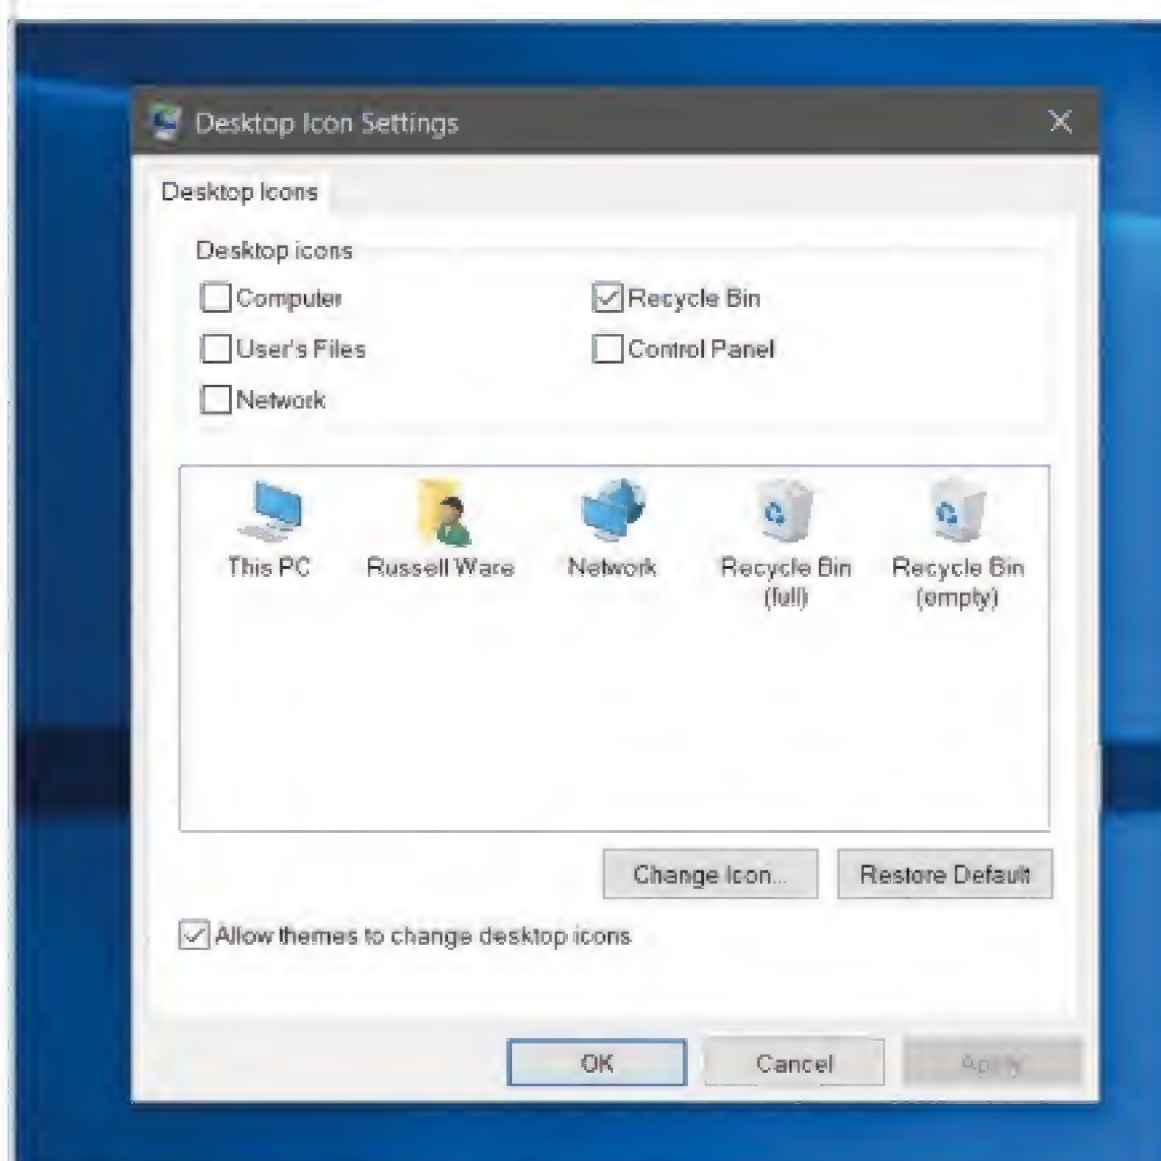 Desktop Icon Settings
Desktop Icons
Desktop icons
Computer
Recycle Bin
User's Files
Control Panel
Network
This PC
Russell Ware
Network
Recycle Bin
(full)
Recycle Bin
(empty)
Change Icon...
Restore Default
Allow themes to change desktop icons
OK
Cancel
Apply